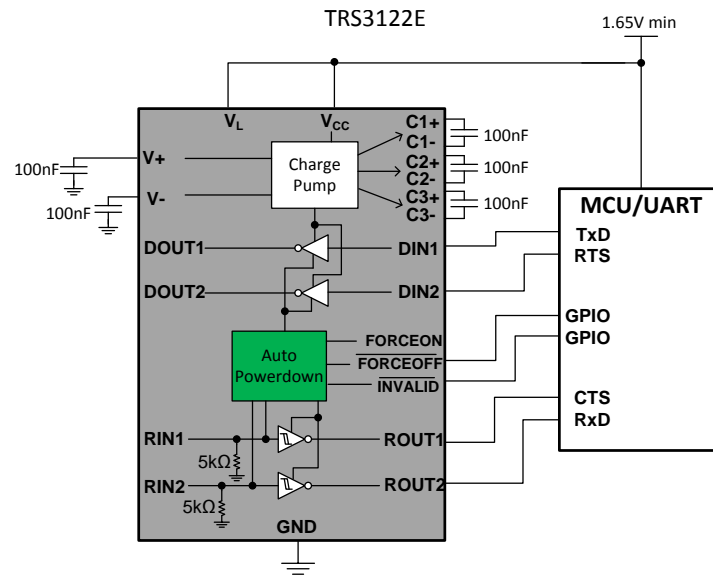 TRS3122E
1.65V min
VL
VCC
C1+
C1-
100nF
C2+
C2-
100nF
C3+
C3-
100nF
V+
100nF
V-
100nF
Charge
Pump
MCU/UART
DOUT1
DIN1
TxD
RTS
DOUT2
DIN2
GPIO
GPIO
Auto
Powerdown
FORCEON
FORCEOFF
INVALID
CTS
RxD
RIN1
ROUT1
5kΩ
RIN2
ROUT2
5kΩ
GND